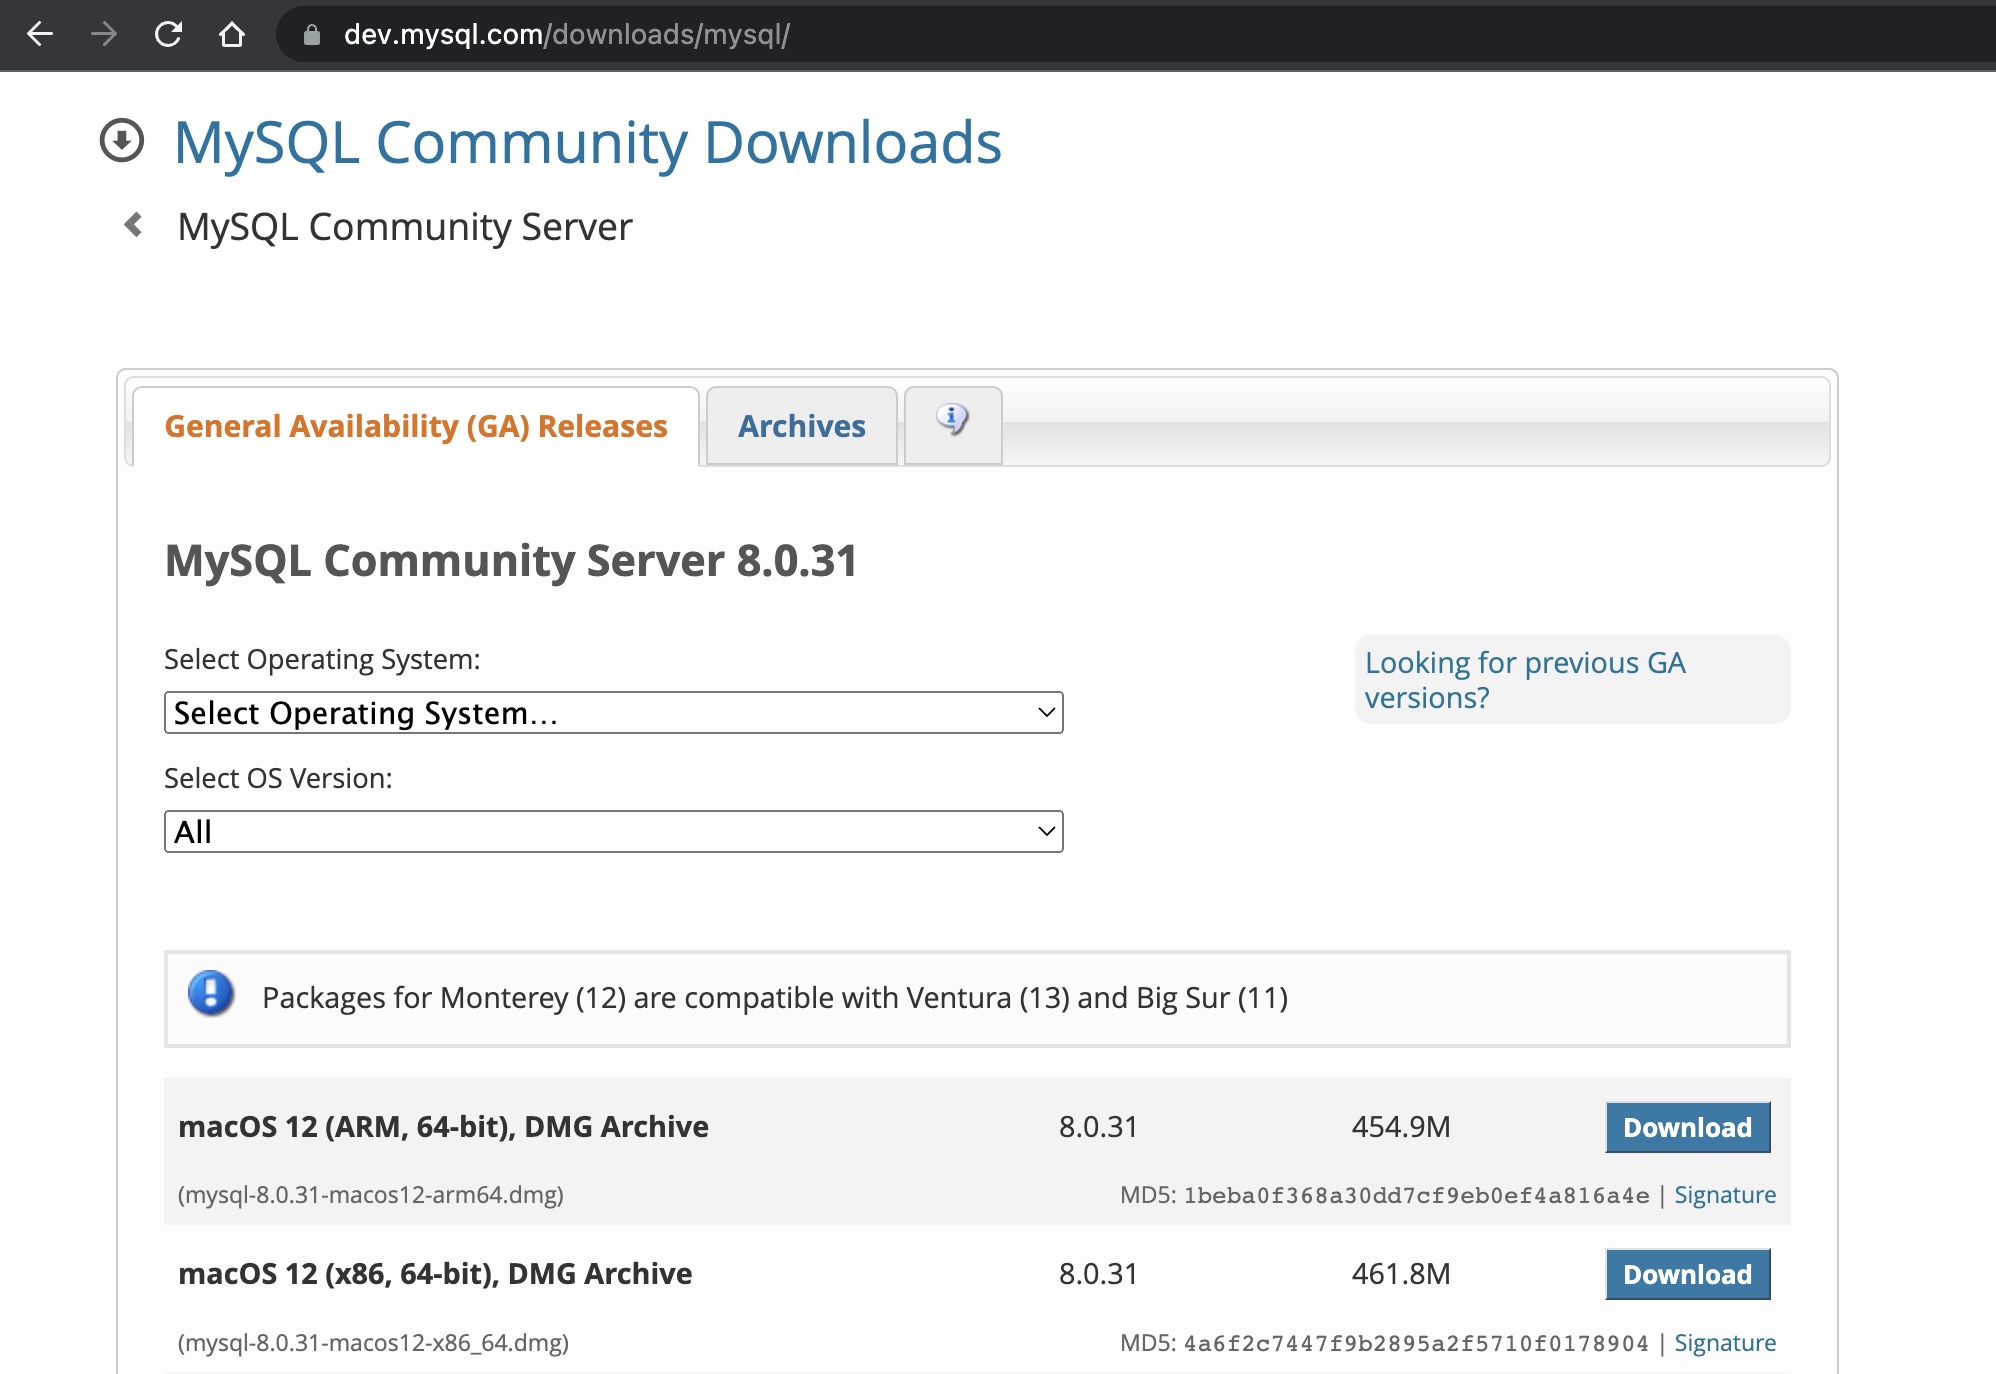 dev.mysql.com/downloads/mysql/
MySQL Community Downloads
MySQL Community Server
General Availability (GA) Releases
Archives
MySQL Community Server 8.0.31
Select Operating System:
Select Operating System...
Looking for previous GA
versions?
Select OS Version:
All
Packages for Monterey (12) are compatible with Ventura (13) and Big Sur (11)
macOS 12 (ARM, 64-bit), DMG Archive 8.0.31 454.9M Download
(mysql-8.0.31-macos12-arm64.dmg) MD5: 1beba0f368a30dd7cf9eb0ef4a816a4e | Signature
macOS 12 (x86, 64-bit), DMG Archive 8.0.31 461.8M Download
(mysql-8.0.31-macos12-x86_64.dmg) MD5: 4a6f2c7447f9b2895a2f5710f0178904 | Signature